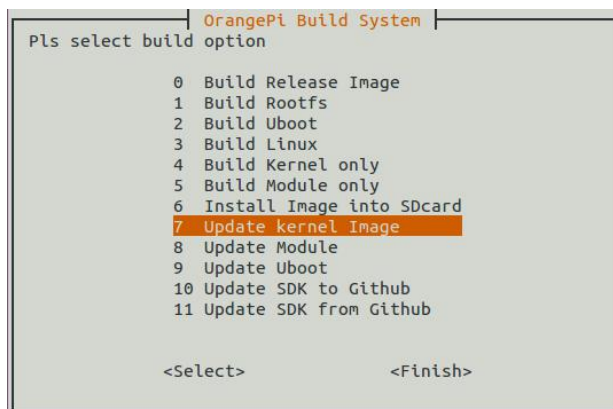 OrangePi Build System
Pls select build option
0 Build Release Image
1 Build Rootfs
2 Build Uboot
3 Build Linux
4 Build Kernel only
5 Build Module only
6 Install Image into SDcard
7 Update kernel Image
8 Update Module
9 Update Uboot
10 Update SDK to Github
11 Update SDK from Github
<Select> <Finish>